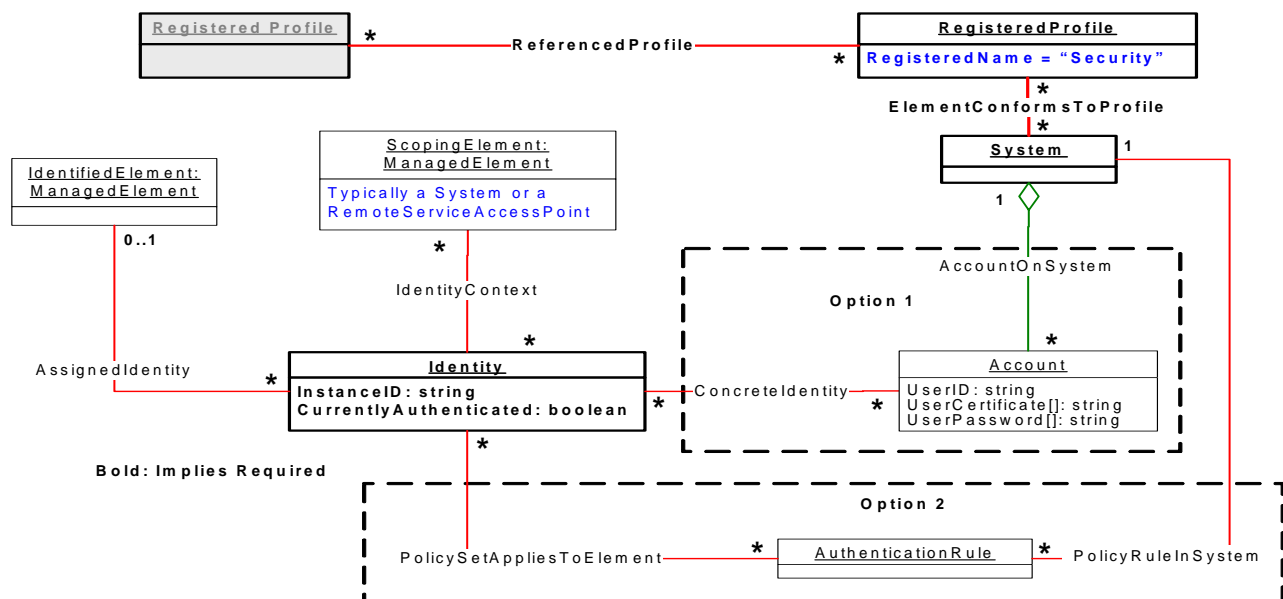 Registered Profile
*
ReferencedProfile
*
RegisteredProfile
RegisteredName = “Security”
*
ElementConformsToProfile
*
System
1
1
IdentifiedElement:
ManagedElement
0..1
ScopingElement:
ManagedElement
Typically a System or a
RemoteServiceAccessPoint
*
IdentityContext
*
AccountOnSystem
Option 1
*
AssignedIdentity
*
Identity
InstanceID: string
CurrentlyAuthenticated: boolean
*
ConcreteIdentity
*
Account
UserID: string
UserCertificate[]: string
UserPassword[]: string
*
Bold: Implies Required
Option 2
PolicySetAppliesToElement
*
AuthenticationRule
*
PolicyRuleInSystem